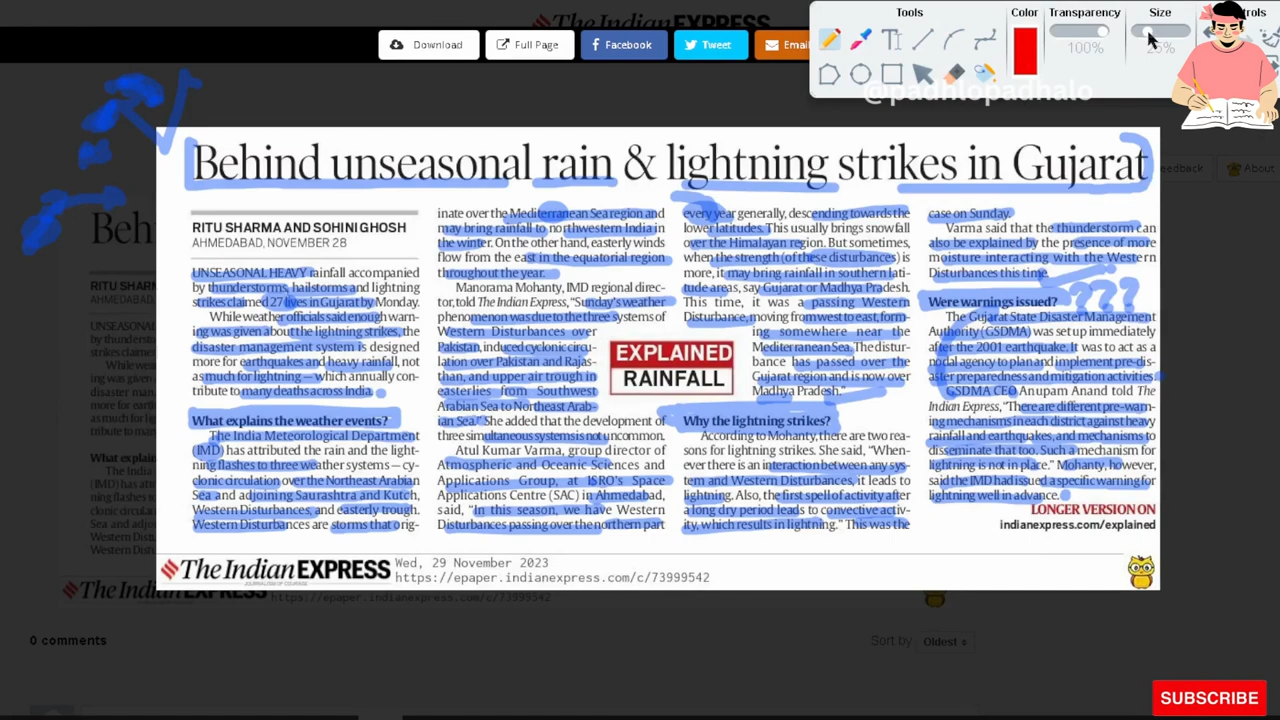 The Indian EXPRESS
Download
Full Page
Facebook
Tweet
Email
Tools
Color
Transparency
Size
100%
@padhlopadhalo
Feedback
About
Behind unseasonal rain & lightning strikes in Gujarat
RITU SHARMA AND SOHINI GHOSH
AHMEDABAD, NOVEMBER 28
UNSEASONAL HEAVY rainfall accompanied
by thunderstorms, hailstorms and lightning
strikes claimed 27 lives in Gujarat by Monday.
While weather officials said enough warn-
ing was given about the lightning strikes, the
disaster management system is designed
more for earthquakes and heavy rainfall, not
as much for lightning — which annually con-
tribute to many deaths across India.
What explains the weather events?
The India Meteorological Department
(IMD) has attributed the rain and the light-
ning flashes to three weather systems — cy-
clonic circulation over the Northeast Arabian
Sea and adjoining Saurashtra and Kutch,
Western Disturbances, and easterly trough.
Western Disturbances are storms that orig-
inate over the Mediterranean Sea region and
may bring rainfall to northwestern India in
the winter. On the other hand, easterly winds
flow from the east in the equatorial region
throughout the year.
Manorama Mohanty, IMD regional direc-
tor, told The Indian Express, "Sunday's weather
phenomenon was due to the three systems of
Western Disturbances over
Pakistan, induced cyclonic circu-
lation over Pakistan and Rajas-
than, and upper air trough in
easterlies from Southwest
Arabian Sea to Northeast Arab-
ian Sea." She added that the development of
three simultaneous systems is not uncommon.
Atul Kumar Varma, group director of
Atmospheric and Oceanic Sciences and
Applications Group, at ISRO's Space
Applications Centre (SAC) in Ahmedabad,
said, "In this season, we have Western
Disturbances passing over the northern part
EXPLAINED
RAINFALL
every year generally, descending towards the
lower latitudes. This usually brings snowfall
over the Himalayan region. But sometimes,
when the strength (of these disturbances) is
more, it may bring rainfall in southern lati-
tude areas, say Gujarat or Madhya Pradesh.
This time, it was a passing Western
Disturbance, moving from west to east, form-
ing somewhere near the
Mediterranean Sea. The distur-
bance has passed over the
Gujarat region and is now over
Madhya Pradesh."
Why the lightning strikes?
According to Mohanty, there are two rea-
sons for lightning strikes. She said, "When-
ever there is an interaction between any sys-
tem and Western Disturbances, it leads to
lightning. Also, the first spell of activity after
a long dry period leads to convective activ-
ity, which results in lightning." This was the
case on Sunday.
Varma said that the thunderstorm can
also be explained by the presence of more
moisture interacting with the Western
Disturbances this time.
???
Were warnings issued?
The Gujarat State Disaster Management
Authority (GSDMA) was set up immediately
after the 2001 earthquake. It was to act as a
nodal agency to plan and implement pre-dis-
aster preparedness and mitigation activities.
GSDMA CEO Anupam Anand told The
Indian Express, "There are different pre-warn-
ing mechanisms in each district against heavy
rainfall and earthquakes, and mechanisms to
disseminate that too. Such a mechanism for
lightning is not in place." Mohanty, however,
said the IMD had issued a specific warning for
lightning well in advance.
LONGER VERSION ON
indianexpress.com/explained
The Indian EXPRESS
JOURNALISM OF COURAGE
Wed, 29 November 2023
https://epaper.indianexpress.com/c/73999542
0 comments
Sort by
Oldest
SUBSCRIBE